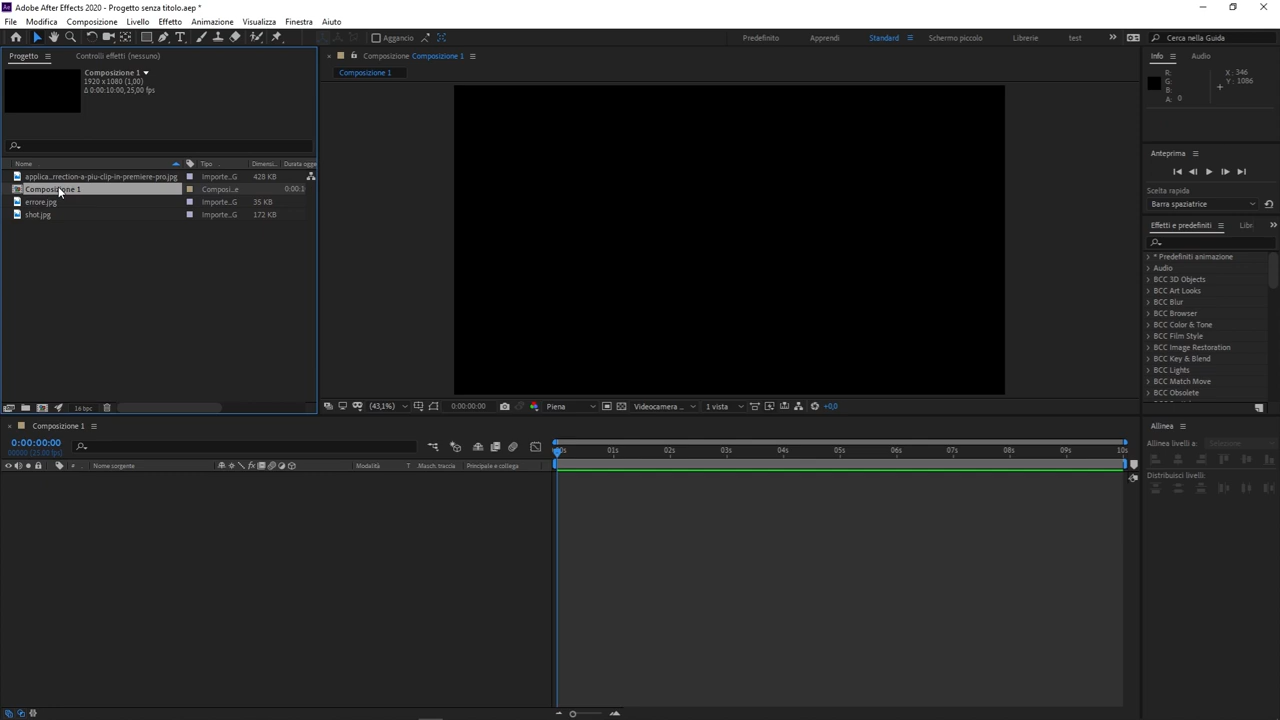 Adobe After Effects 2020 - Progetto senza titolo.aep *
File Modifica Composizione Livello Effetto Animazione Visualizza Finestra Aiuto
Aggancio
Predefinito Apprendi Standard Schermo piccolo Librerie test Cerca nella Guida
Progetto Controlli effetti (nessuno)
Composizione 1
1920 x 1080 (1,00)
Δ 0:00:10:00, 25,00 fps
Nome Tipo Dimensi... Durata ogge
applica...rrection-a-piu-clip-in-premiere-pro.jpg Importe...G 428 KB
Composizione 1 Composi...e 0:00:1
errore.jpg Importe...G 35 KB
shot.jpg Importe...G 172 KB
16 bpc
Composizione Composizione 1
Composizione 1
(43,1%) 0:00:00:00 Piena Videocamera ... 1 vista +0,0
Info Audio
R: X: 346
G: Y: 1086
B:
A: 0
Anteprima
Scelta rapida
Barra spaziatrice
Effetti e predefiniti Libr
* Predefiniti animazione
Audio
BCC 3D Objects
BCC Art Looks
BCC Blur
BCC Browser
BCC Color & Tone
BCC Film Style
BCC Image Restoration
BCC Key & Blend
BCC Lights
BCC Match Move
BCC Obsolete
Composizione 1
0:00:00:00
00000 (25.00 fps)
# Nome sorgente fx Modalità T Masch. traccia Principale e collega
00s 01s 02s 03s 04s 05s 06s 07s 08s 09s 10s
Allinea
Allinea livelli a: Selezione
Distribuisci livelli: